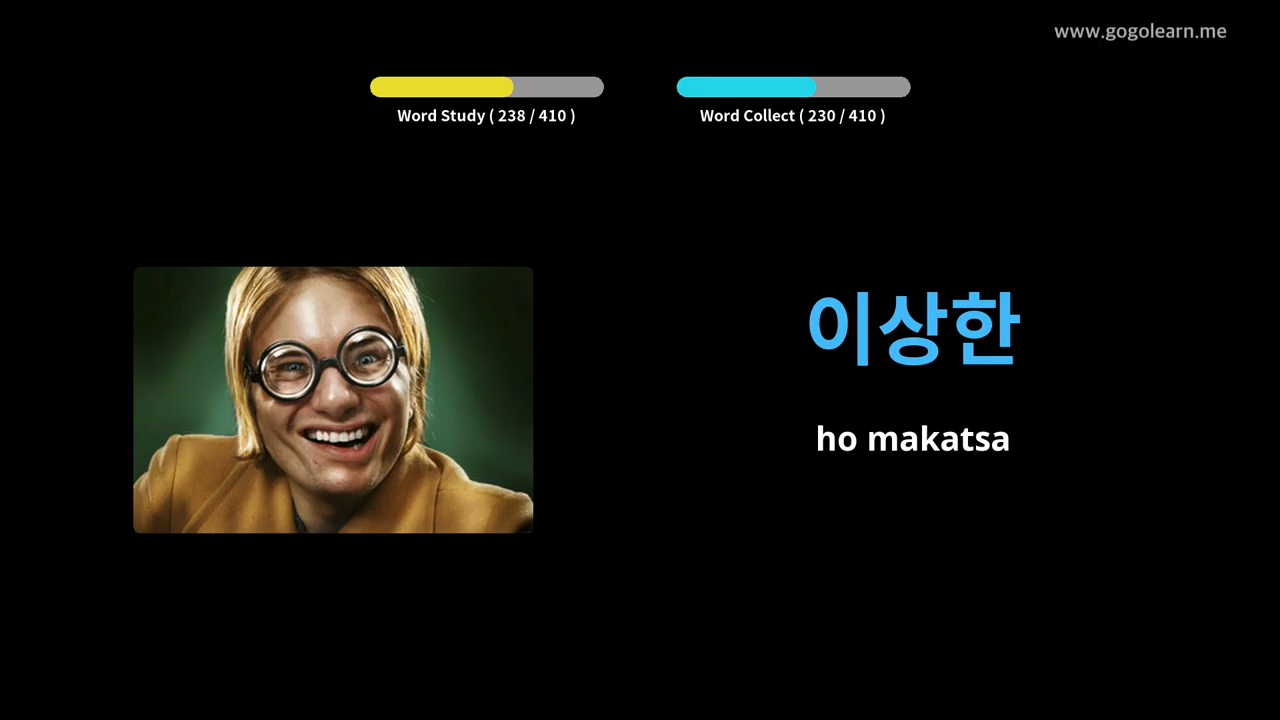 www.gogolearn.me
Word Study ( 238 / 410 )
Word Collect ( 230 / 410 )
이상한
ho makatsa